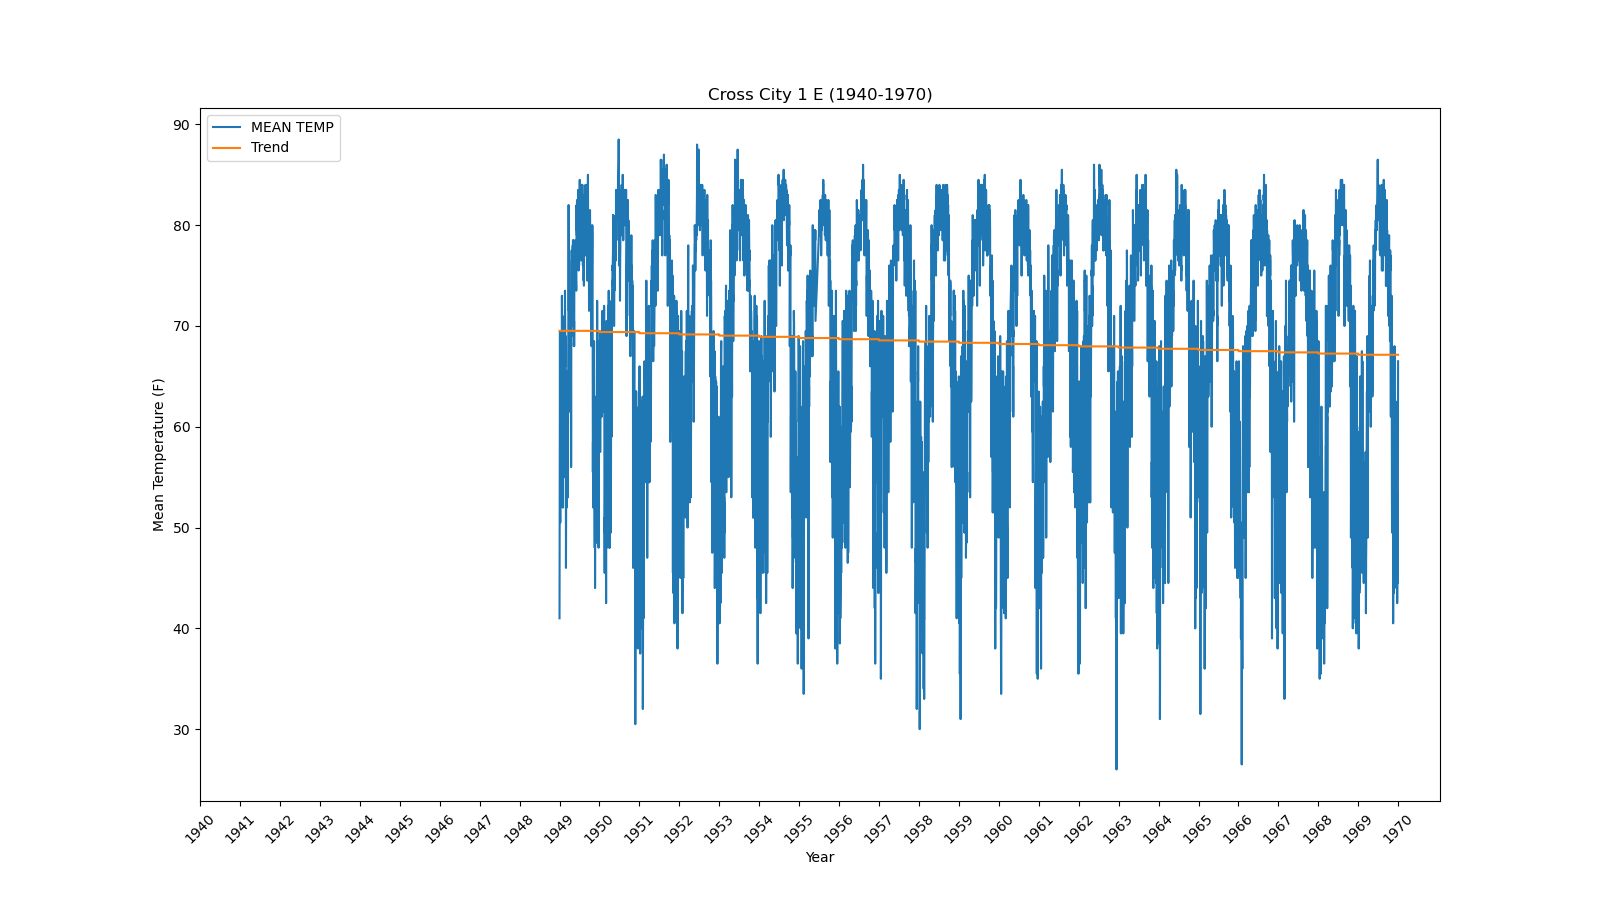 Cross City 1 E (1940-1970)
MEAN TEMP
Trend
90
80
70
60
50
40
30
Mean Temperature (F)
1940 1941 1942 1943 1944 1945 1946 1947 1948 1949 1950 1951 1952 1953 1954 1955 1956 1957 1958 1959 1960 1961 1962 1963 1964 1965 1966 1967 1968 1969 1970
Year